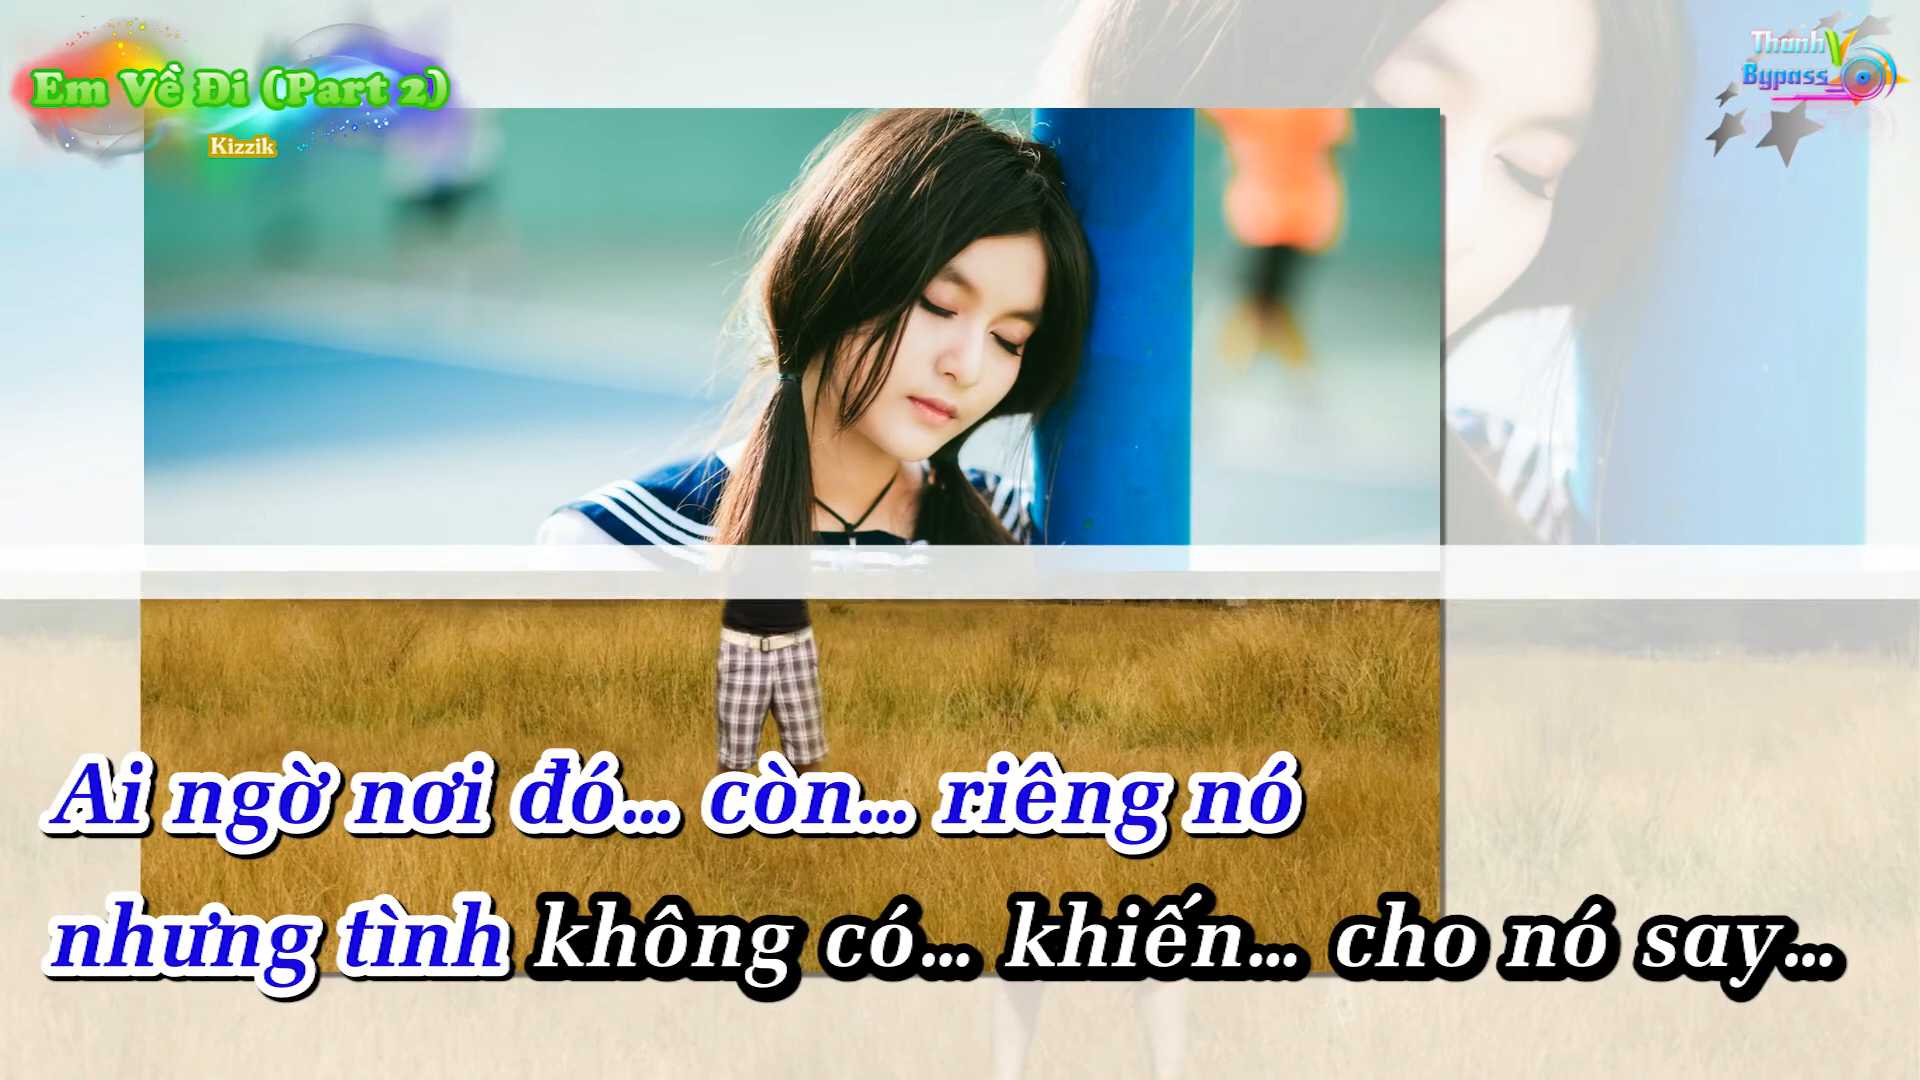 Em Về Đi (Part 2)
Kizzik
Thanh V
Bypass
Ai ngờ nơi đó... còn... riêng nó
nhưng tình không có... khiến... cho nó say...